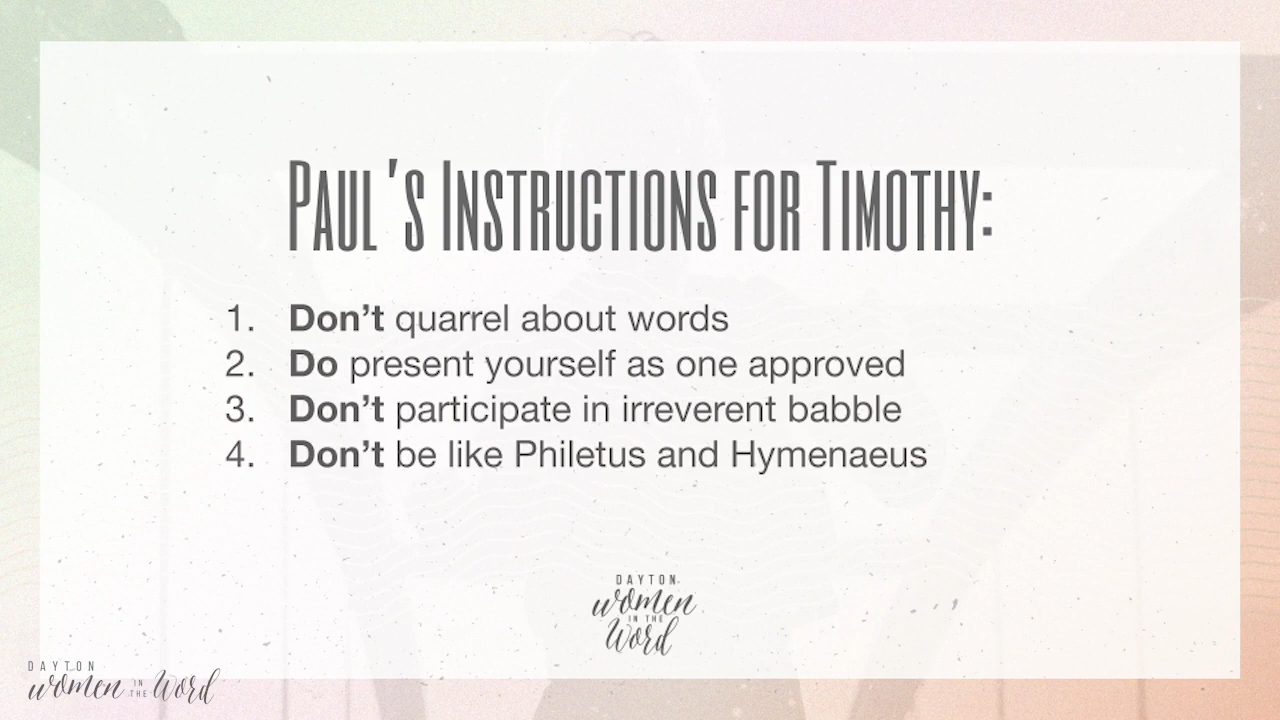 Paul's Instructions for Timothy:
1. Don't quarrel about words
2. Do present yourself as one approved
3. Don't participate in irreverent babble
4. Don't be like Philetus and Hymenaeus
DAYTON
women
IN THE
Word
DAYTON
women IN THE Word